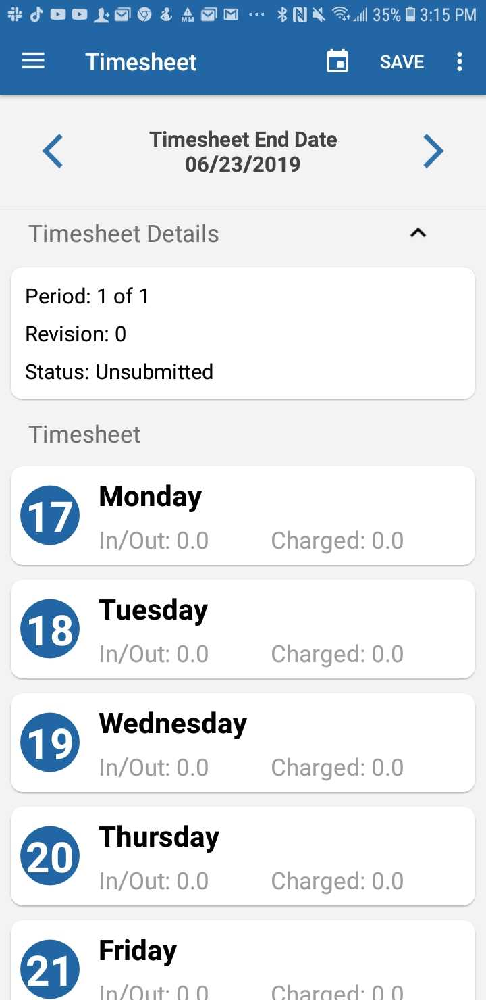 35% 3:15 PM
Timesheet SAVE
Timesheet End Date
06/23/2019
Timesheet Details
Period: 1 of 1
Revision: 0
Status: Unsubmitted
Timesheet
17 Monday
In/Out: 0.0 Charged: 0.0
18 Tuesday
In/Out: 0.0 Charged: 0.0
19 Wednesday
In/Out: 0.0 Charged: 0.0
20 Thursday
In/Out: 0.0 Charged: 0.0
21 Friday
In/Out: 0.0 Charged: 0.0